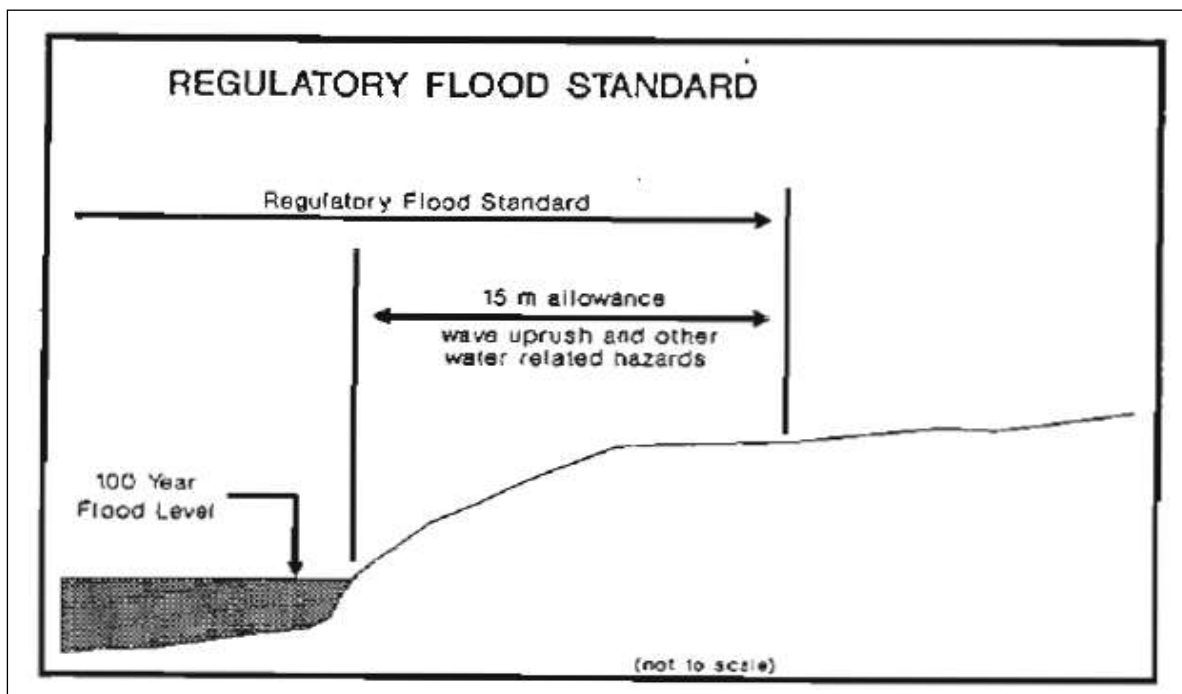 REGULATORY FLOOD STANDARD
Regulatory Flood Standard
15 m allowance
wave uprush and other
water related hazards
100 Year
Flood Level
(not to scale)